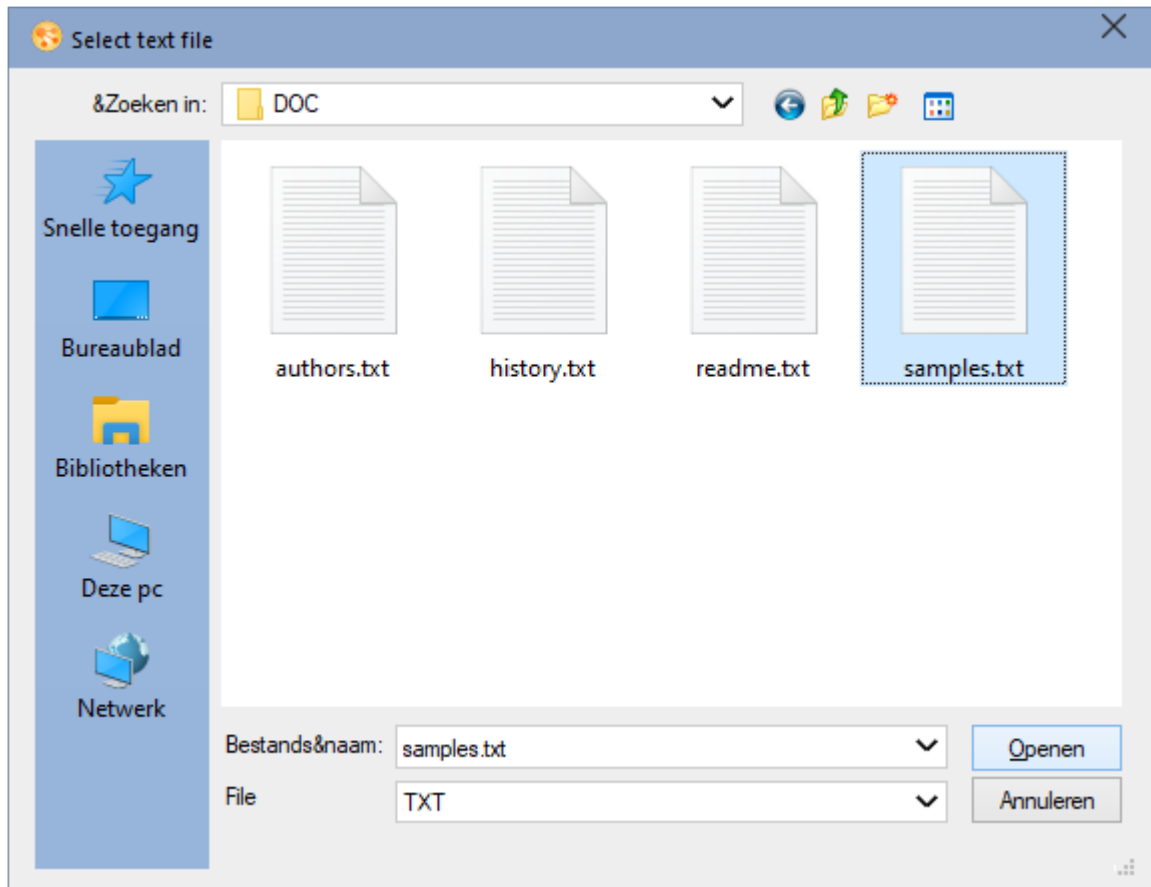 Select text file
&Zoeken in:
DOC
Snelle toegang
Bureaublad
Bibliotheken
Deze pc
Netwerk
authors.txt
history.txt
readme.txt
samples.txt
Bestands&naam:
samples.txt
Openen
File
TXT
Annuleren